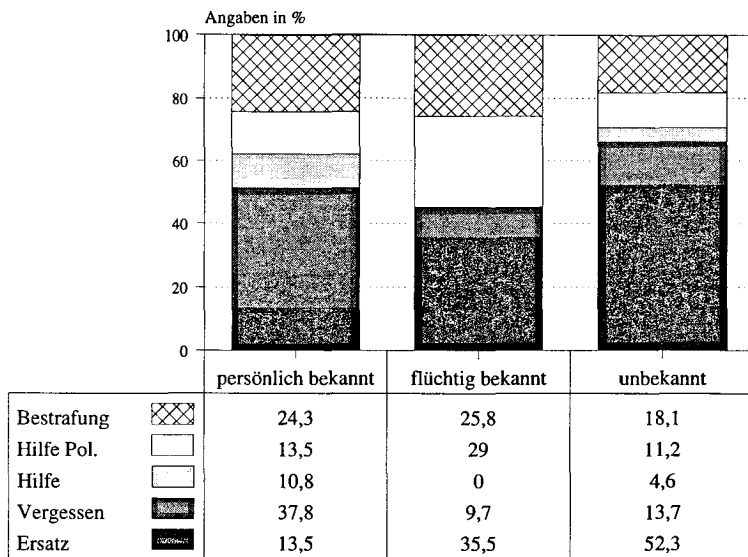 Angaben in %
100
80
60
40
20
0
persönlich bekannt flüchtig bekannt unbekannt
Bestrafung 24,3 25,8 18,1
Hilfe Pol. 13,5 29 11,2
Hilfe 10,8 0 4,6
Vergessen 37,8 9,7 13,7
Ersatz 13,5 35,5 52,3